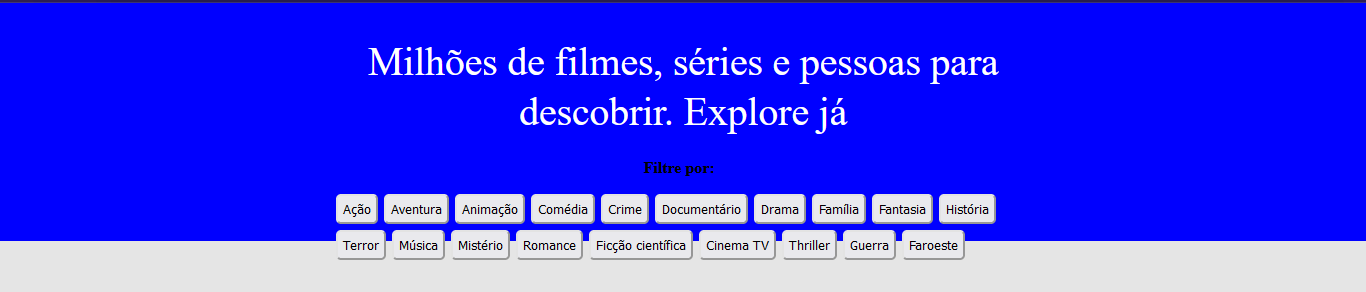 Milhões de filmes, séries e pessoas para
descobrir. Explore já
Filtre por:
Ação Aventura Animação Comédia Crime Documentário Drama Família Fantasia História
Terror Música Mistério Romance Ficção científica Cinema TV Thriller Guerra Faroeste